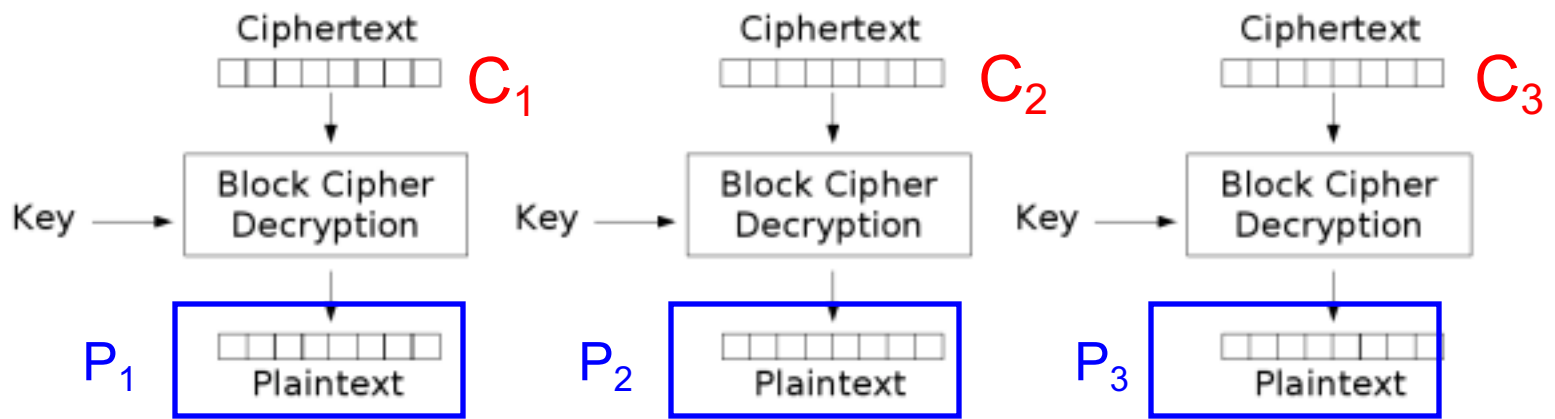 Ciphertext Ciphertext Ciphertext
C1 C2 C3
Block Cipher Block Cipher Block Cipher
Key Decryption Key Decryption Key Decryption
P1 P2 P3
Plaintext Plaintext Plaintext